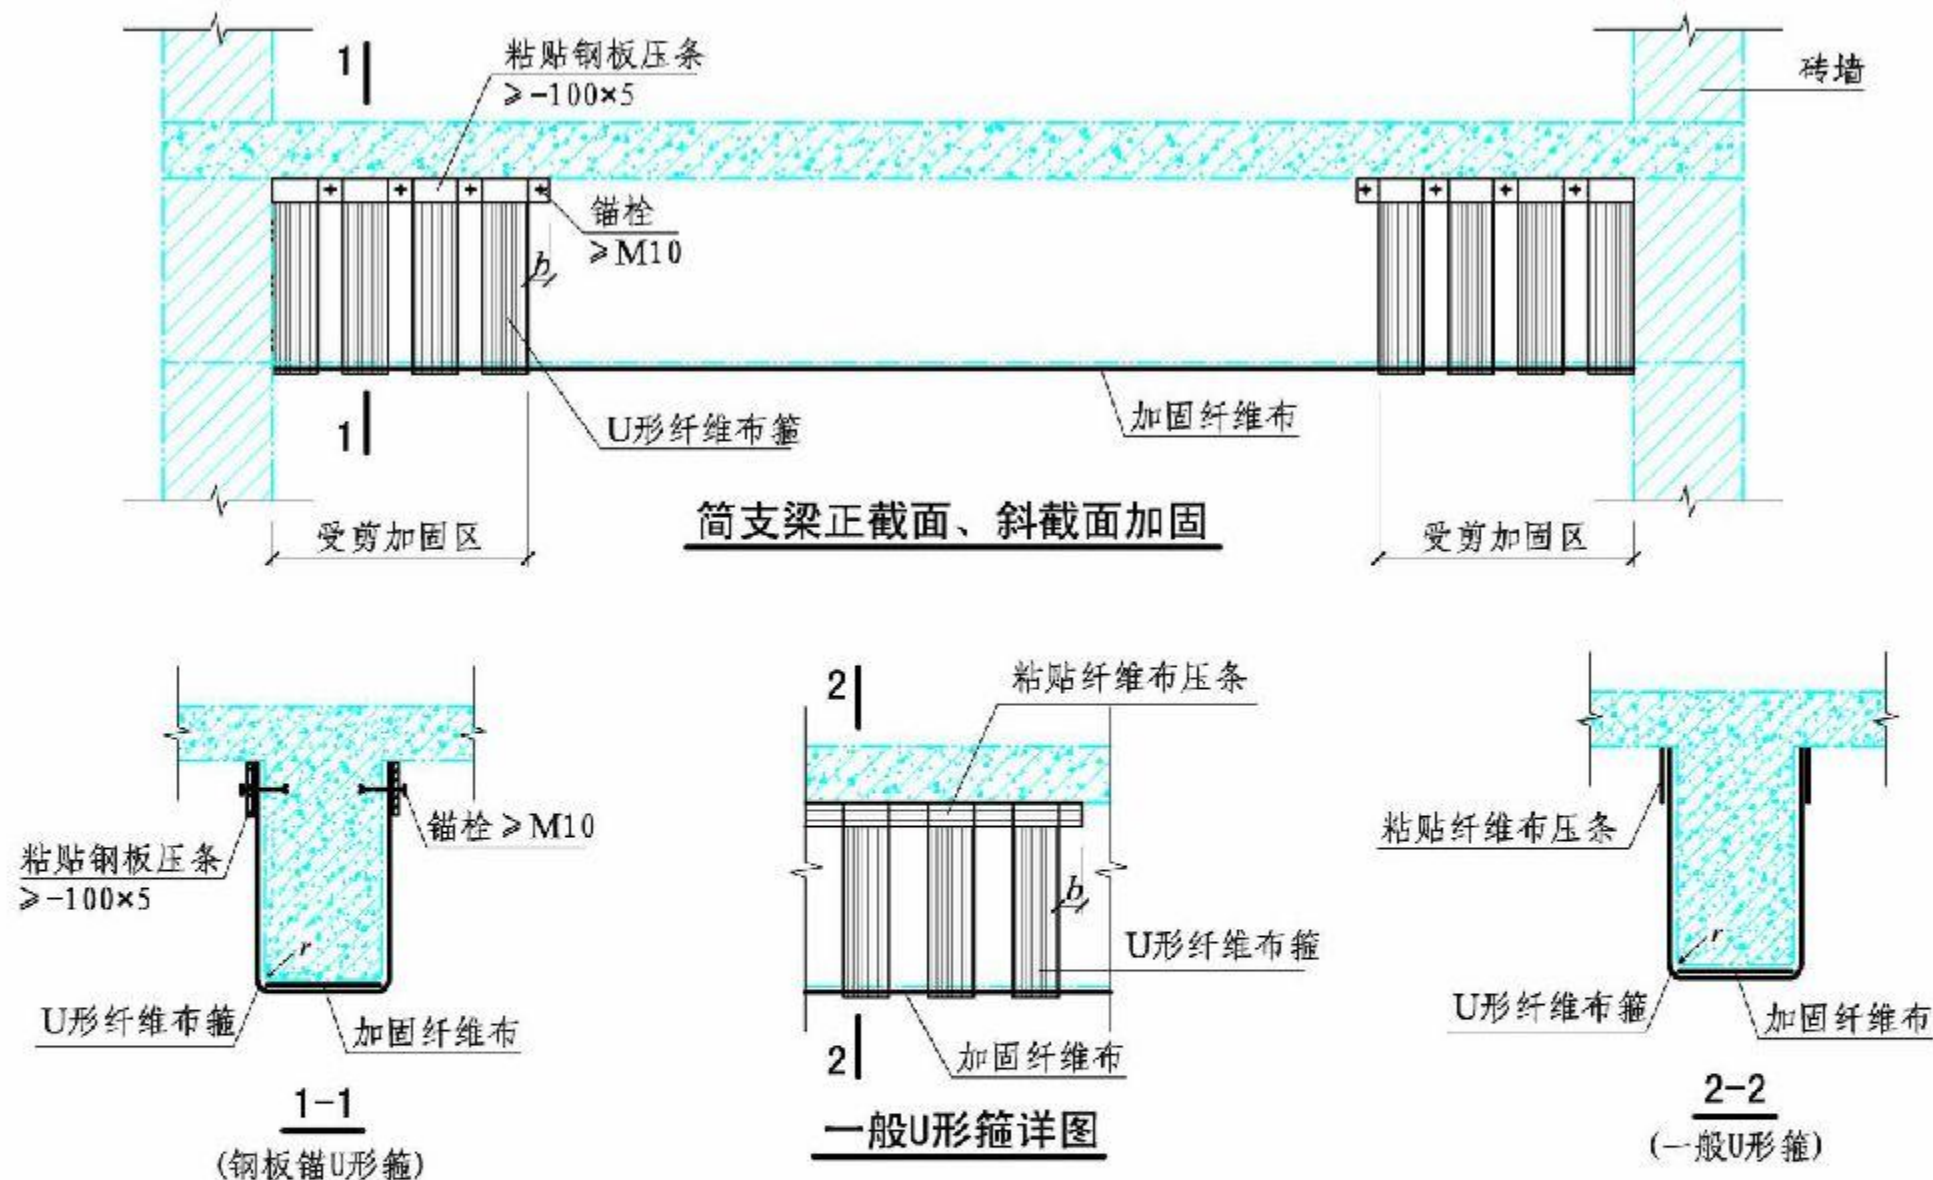 1
粘贴钢板压条
≥-100×5
砖墙
锚栓
≥M10
b
1
U形纤维布箍
加固纤维布
简支梁正截面、斜截面加固
受剪加固区
受剪加固区
2
粘贴纤维布压条
锚栓≥M10
粘贴钢板压条
≥-100×5
r
U形纤维布箍
加固纤维布
1-1
(钢板锚U形箍)
b
U形纤维布箍
2
加固纤维布
一般U形箍详图
粘贴纤维布压条
r
U形纤维布箍
加固纤维布
2-2
(一般U形箍)